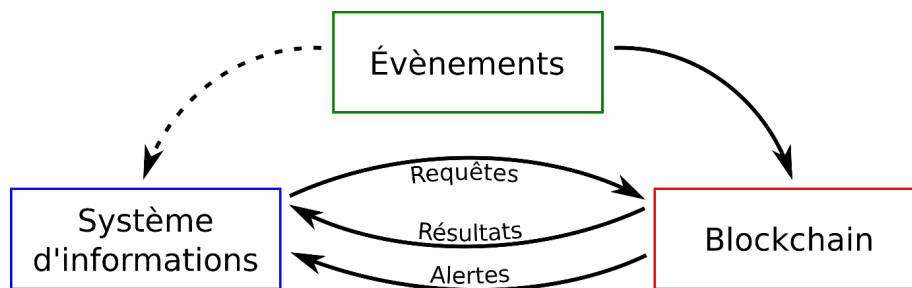 Évènements
Requêtes
Système
d'informations
Résultats
Blockchain
Alertes